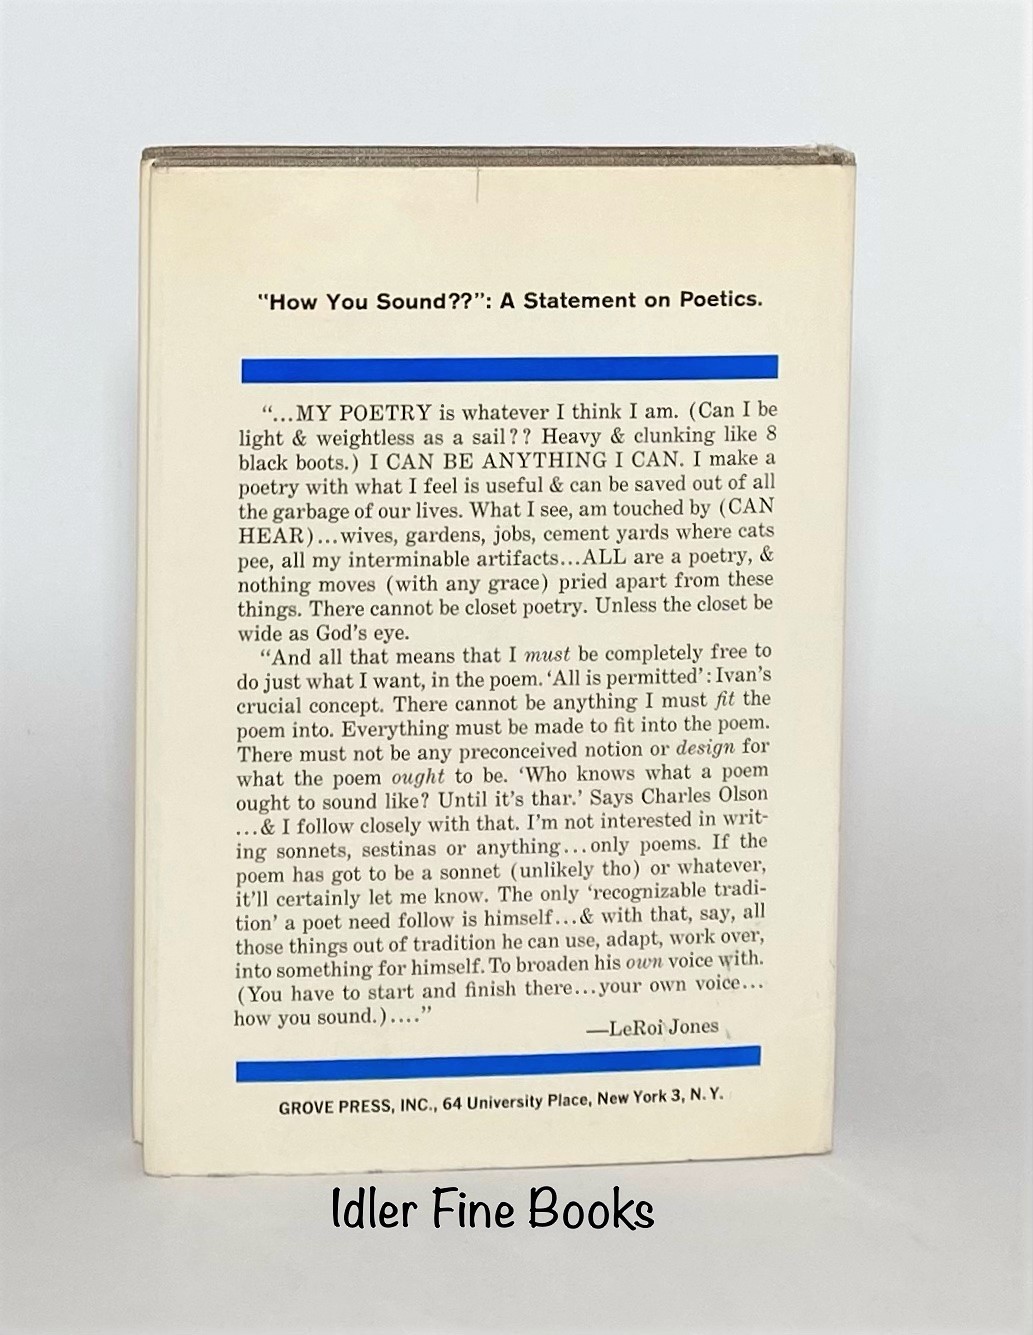 "How You Sound??": A Statement on Poetics.
"...MY POETRY is whatever I think I am. (Can I be
light & weightless as a sail?? Heavy & clunking like 8
black boots.) I CAN BE ANYTHING I CAN. I make a
poetry with what I feel is useful & can be saved out of all
the garbage of our lives. What I see, am touched by (CAN
HEAR)...wives, gardens, jobs, cement yards where cats
pee, all my interminable artifacts...ALL are a poetry, &
nothing moves (with any grace) pried apart from these
things. There cannot be closet poetry. Unless the closet be
wide as God's eye.
"And all that means that I must be completely free to
do just what I want, in the poem. 'All is permitted': Ivan's
crucial concept. There cannot be anything I must fit the
poem into. Everything must be made to fit into the poem.
There must not be any preconceived notion or design for
what the poem ought to be. 'Who knows what a poem
ought to sound like? Until it's thar.' Says Charles Olson
...& I follow closely with that. I'm not interested in writ-
ing sonnets, sestinas or anything...only poems. If the
poem has got to be a sonnet (unlikely tho) or whatever,
it'll certainly let me know. The only 'recognizable tradi-
tion' a poet need follow is himself...& with that, say, all
those things out of tradition he can use, adapt, work over,
into something for himself. To broaden his own voice with.
(You have to start and finish there...your own voice...
how you sound.)...."
—LeRoi Jones
GROVE PRESS, INC., 64 University Place, New York 3, N.Y.
Idler Fine Books